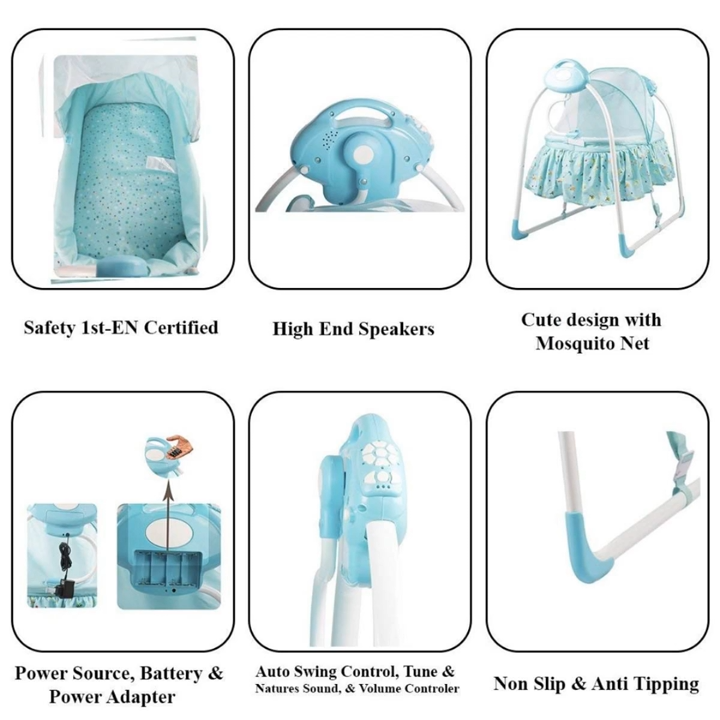 Safety 1st-EN Certified
High End Speakers
Cute design with
Mosquito Net
Power Source, Battery &
Power Adapter
Auto Swing Control, Tune &
Natures Sound, & Volume Controler
Non Slip & Anti Tipping